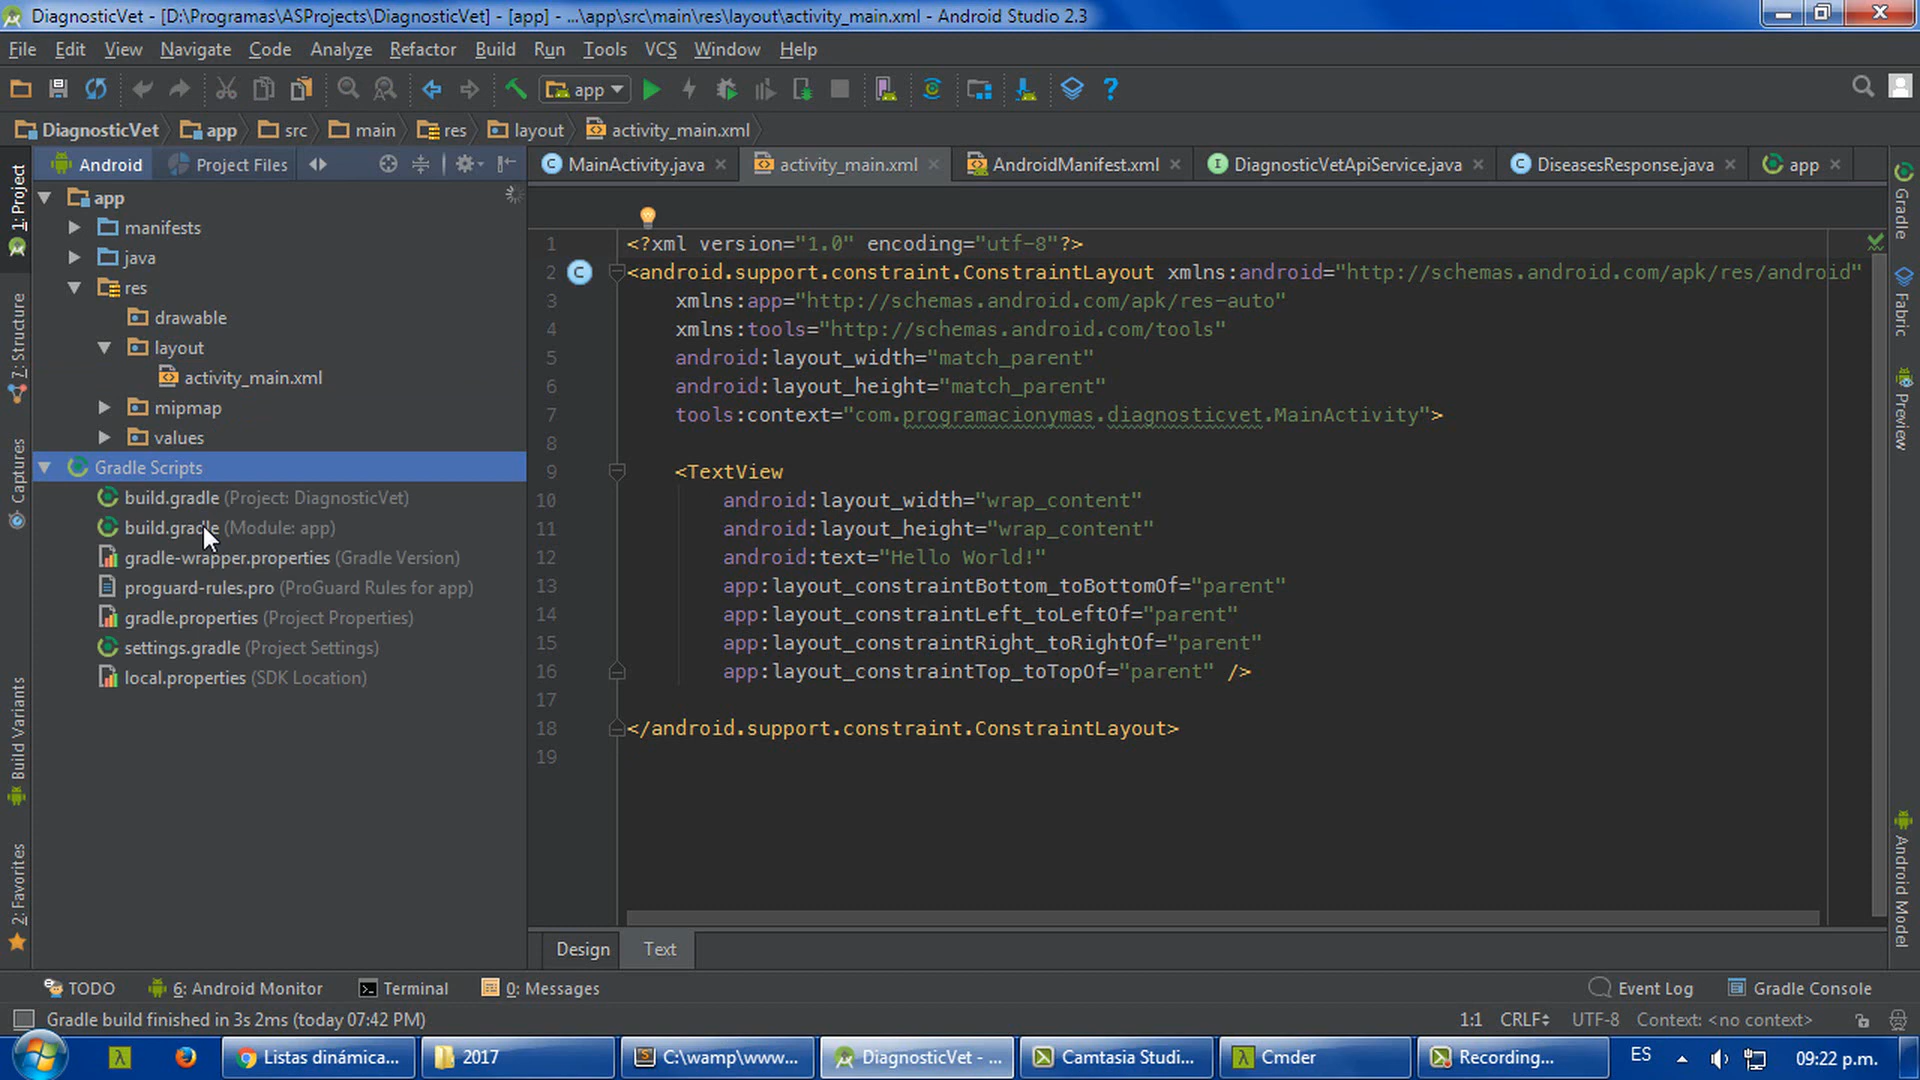 DiagnosticVet - [D:\Programas\ASProjects\DiagnosticVet] - [app] - ...\app\src\main\res\layout\activity_main.xml - Android Studio 2.3
File Edit View Navigate Code Analyze Refactor Build Run Tools VCS Window Help
app
DiagnosticVet app src main res layout activity_main.xml
Android Project Files
MainActivity.java activity_main.xml AndroidManifest.xml DiagnosticVetApiService.java DiseasesResponse.java app
1: Project
7: Structure
Captures
Build Variants
2: Favorites
app
manifests
java
res
drawable
layout
activity_main.xml
mipmap
values
Gradle Scripts
build.gradle (Project: DiagnosticVet)
build.gradle (Module: app)
gradle-wrapper.properties (Gradle Version)
proguard-rules.pro (ProGuard Rules for app)
gradle.properties (Project Properties)
settings.gradle (Project Settings)
local.properties (SDK Location)
1 <?xml version="1.0" encoding="utf-8"?>
2 <android.support.constraint.ConstraintLayout xmlns:android="http://schemas.android.com/apk/res/android"
3 xmlns:app="http://schemas.android.com/apk/res-auto"
4 xmlns:tools="http://schemas.android.com/tools"
5 android:layout_width="match_parent"
6 android:layout_height="match_parent"
7 tools:context="com.programacionymas.diagnosticvet.MainActivity">
8
9 <TextView
10 android:layout_width="wrap_content"
11 android:layout_height="wrap_content"
12 android:text="Hello World!"
13 app:layout_constraintBottom_toBottomOf="parent"
14 app:layout_constraintLeft_toLeftOf="parent"
15 app:layout_constraintRight_toRightOf="parent"
16 app:layout_constraintTop_toTopOf="parent" />
17
18 </android.support.constraint.ConstraintLayout>
19
Gradle
Fabric
Preview
Android Model
Design Text
TODO 6: Android Monitor Terminal 0: Messages Event Log Gradle Console
Gradle build finished in 3s 2ms (today 07:42 PM) 1:1 CRLF UTF-8 Context: <no context>
Listas dinámica... 2017 C:\wamp\www... DiagnosticVet - ... Camtasia Studi... Cmder Recording... ES 09:22 p.m.